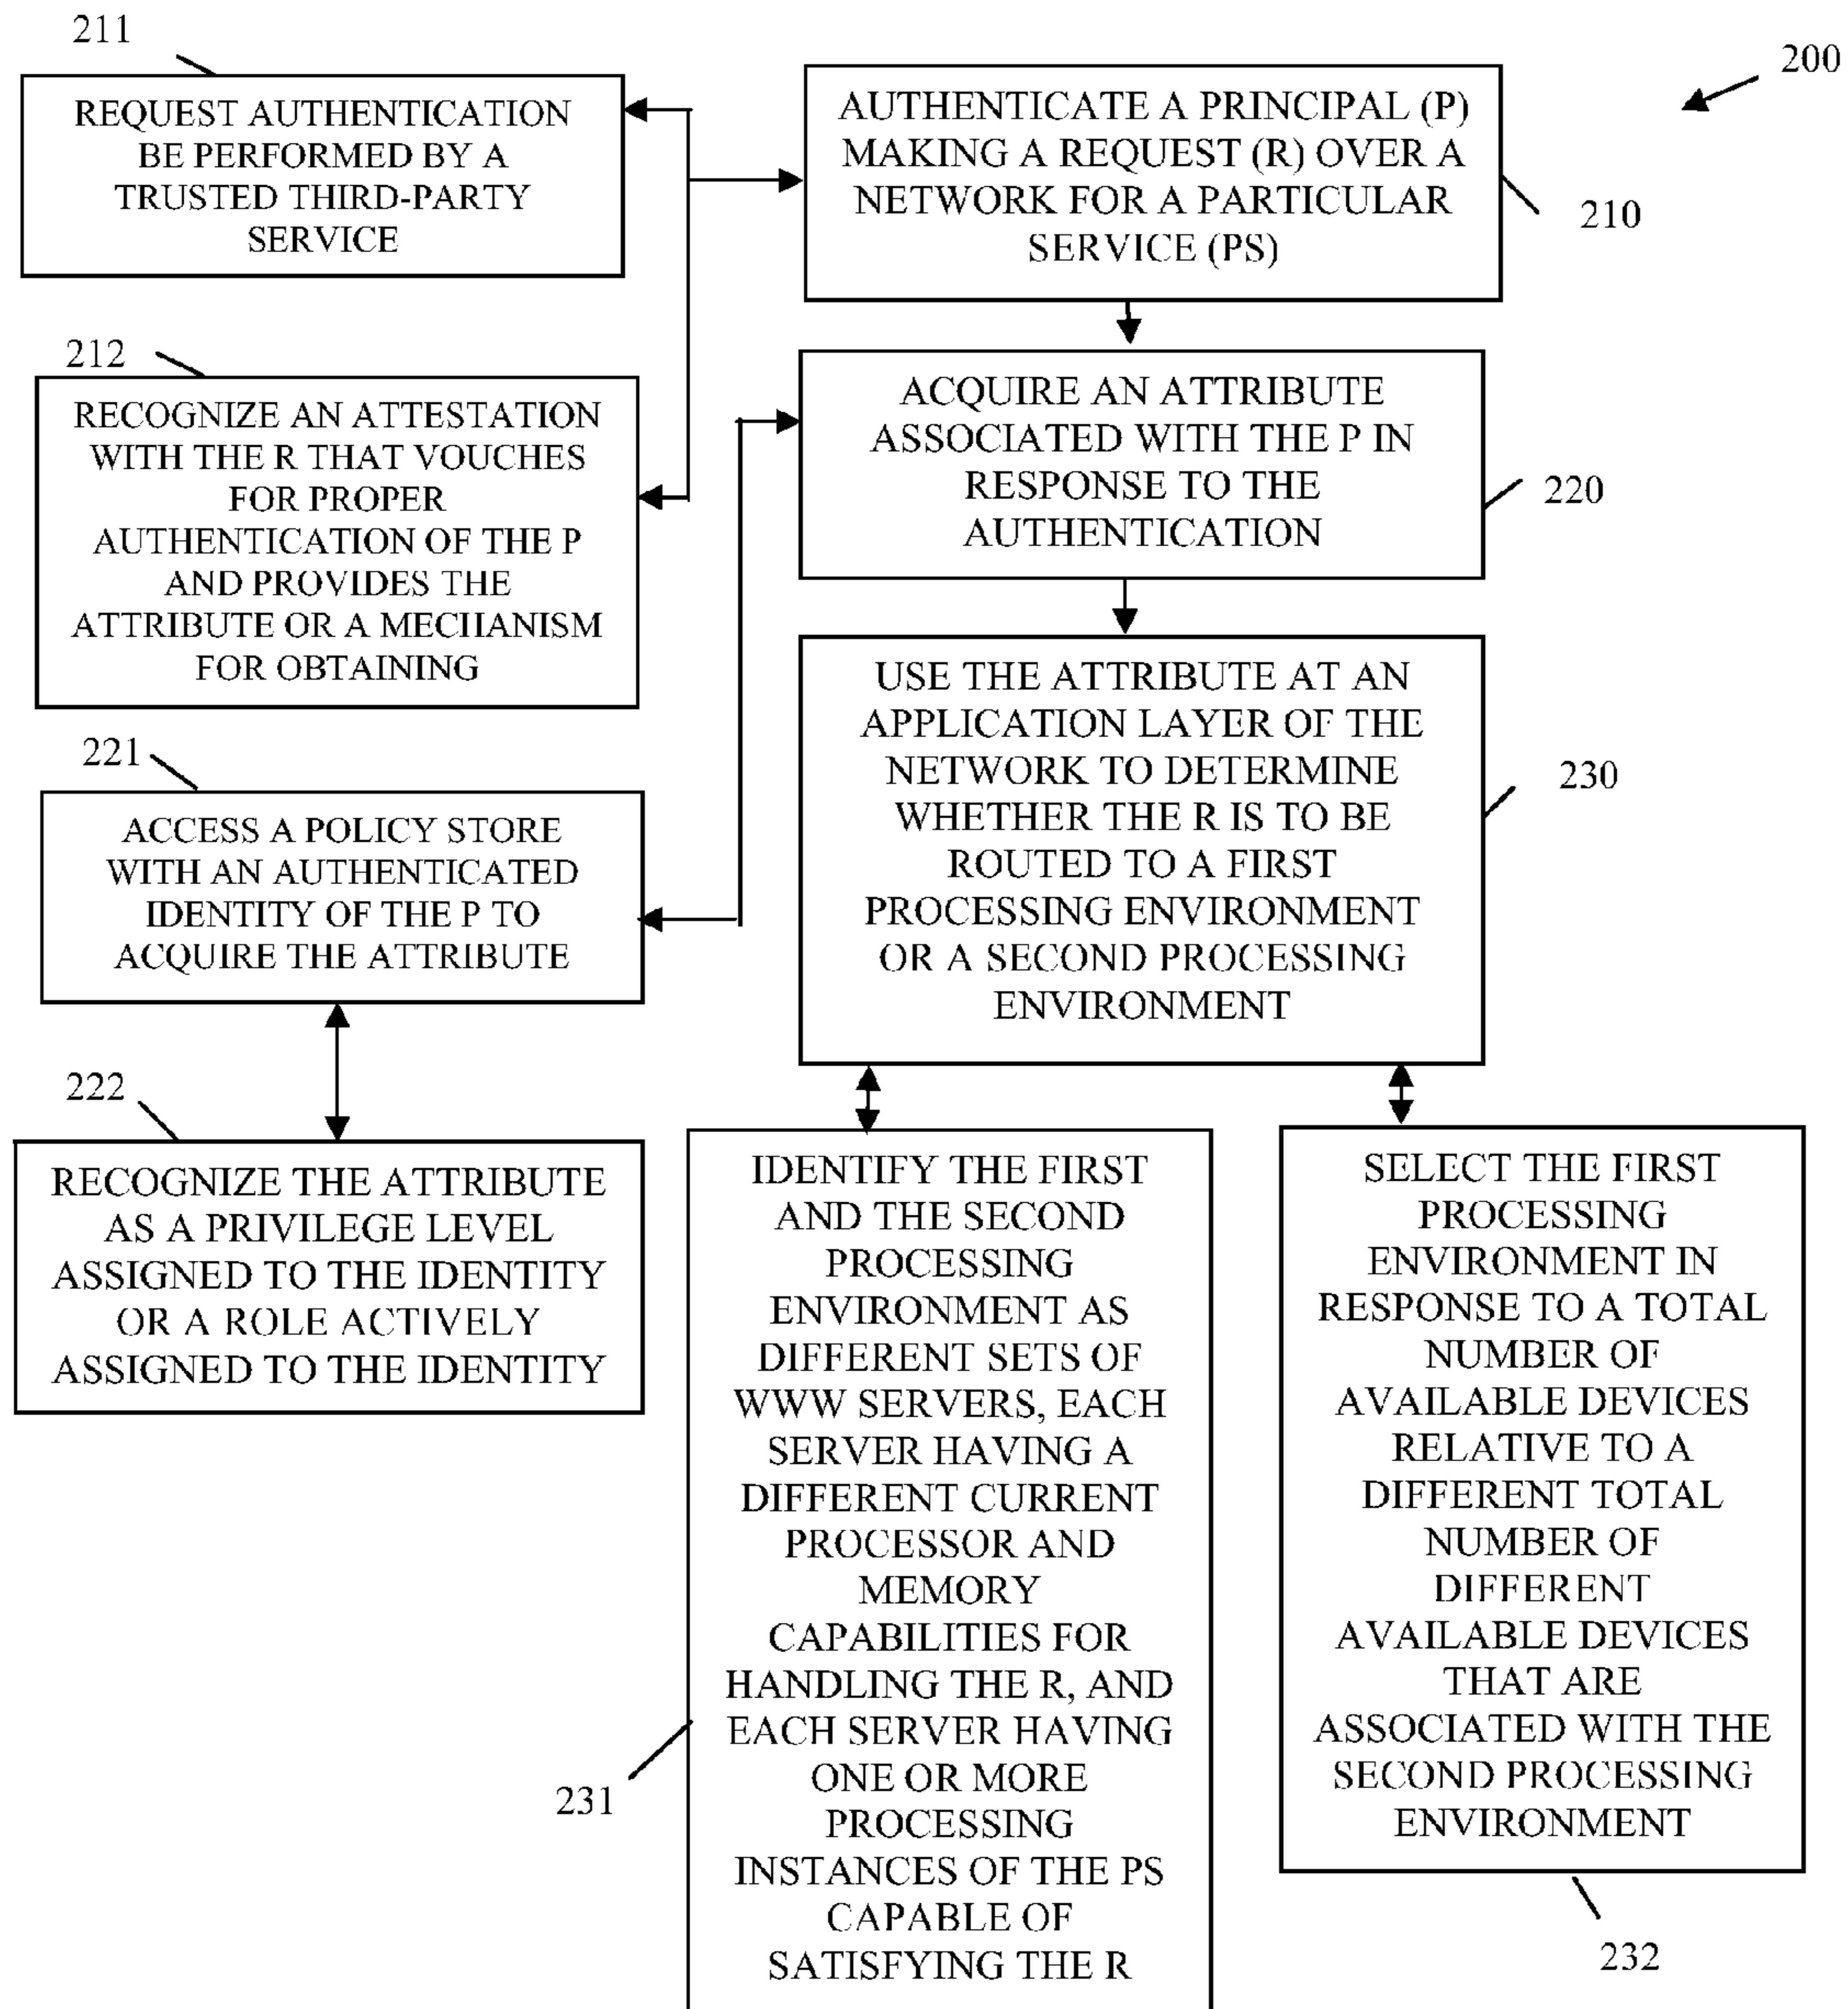 211
REQUEST AUTHENTICATION
BE PERFORMED BY A
TRUSTED THIRD-PARTY
SERVICE
200
AUTHENTICATE A PRINCIPAL (P)
MAKING A REQUEST (R) OVER A
NETWORK FOR A PARTICULAR
SERVICE (PS)
210
212
RECOGNIZE AN ATTESTATION
WITH THE R THAT VOUCHES
FOR PROPER
AUTHENTICATION OF THE P
AND PROVIDES THE
ATTRIBUTE OR A MECHANISM
FOR OBTAINING
ACQUIRE AN ATTRIBUTE
ASSOCIATED WITH THE P IN
RESPONSE TO THE
AUTHENTICATION
220
221
ACCESS A POLICY STORE
WITH AN AUTHENTICATED
IDENTITY OF THE P TO
ACQUIRE THE ATTRIBUTE
USE THE ATTRIBUTE AT AN
APPLICATION LAYER OF THE
NETWORK TO DETERMINE
WHETHER THE R IS TO BE
ROUTED TO A FIRST
PROCESSING ENVIRONMENT
OR A SECOND PROCESSING
ENVIRONMENT
230
222
RECOGNIZE THE ATTRIBUTE
AS A PRIVILEGE LEVEL
ASSIGNED TO THE IDENTITY
OR A ROLE ACTIVELY
ASSIGNED TO THE IDENTITY
IDENTIFY THE FIRST
AND THE SECOND
PROCESSING
ENVIRONMENT AS
DIFFERENT SETS OF
WWW SERVERS, EACH
SERVER HAVING A
DIFFERENT CURRENT
PROCESSOR AND
MEMORY
CAPABILITIES FOR
HANDLING THE R, AND
EACH SERVER HAVING
ONE OR MORE
PROCESSING
INSTANCES OF THE PS
CAPABLE OF
SATISFYING THE R
231
SELECT THE FIRST
PROCESSING
ENVIRONMENT IN
RESPONSE TO A TOTAL
NUMBER OF
AVAILABLE DEVICES
RELATIVE TO A
DIFFERENT TOTAL
NUMBER OF
DIFFERENT
AVAILABLE DEVICES
THAT ARE
ASSOCIATED WITH THE
SECOND PROCESSING
ENVIRONMENT
232